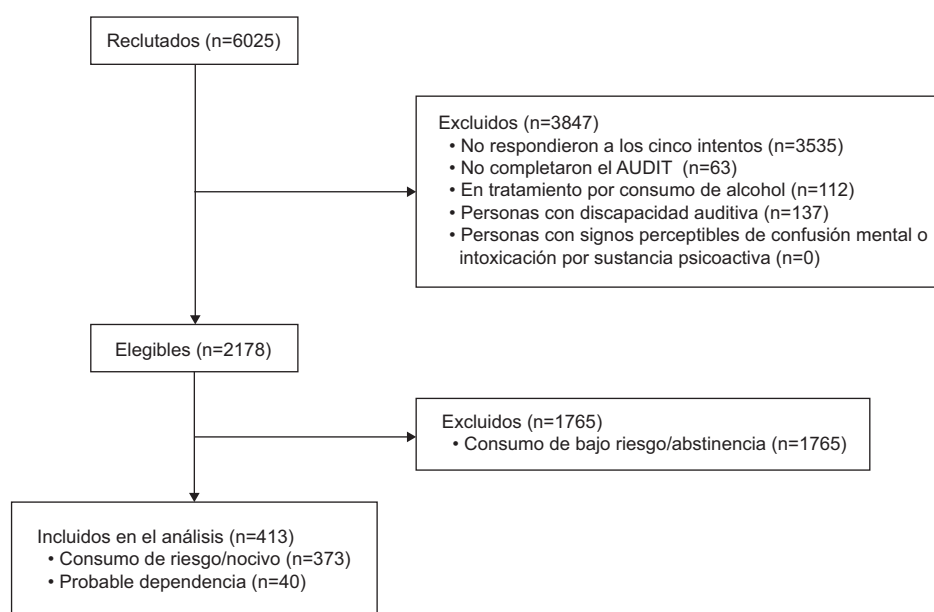 Reclutados (n=6025)
Excluidos (n=3847)
• No respondieron a los cinco intentos (n=3535)
• No completaron el AUDIT (n=63)
• En tratamiento por consumo de alcohol (n=112)
• Personas con discapacidad auditiva (n=137)
• Personas con signos perceptibles de confusión mental o
intoxicación por sustancia psicoactiva (n=0)
Elegibles (n=2178)
Excluidos (n=1765)
• Consumo de bajo riesgo/abstinencia (n=1765)
Incluidos en el análisis (n=413)
• Consumo de riesgo/nocivo (n=373)
• Probable dependencia (n=40)